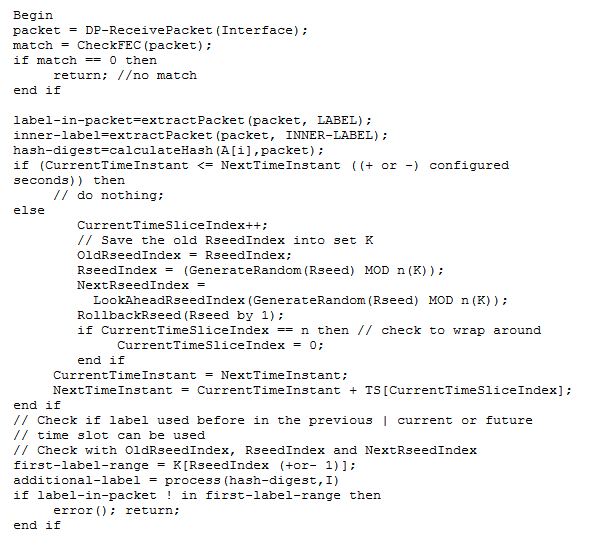 Begin
packet = DP-ReceivePacket(Interface);
match = CheckFEC(packet);
if match == 0 then
return; //no match
end if
label-in-packet=extractPacket(packet, LABEL);
inner-label=extractPacket(packet, INNER-LABEL);
hash-digest=calculateHash(A[i],packet);
if (CurrentTimeInstant <= NextTimeInstant ((+ or -) configured
seconds)) then
// do nothing;
else
CurrentTimeSliceIndex++;
// Save the old RseedIndex into set K
OldRseedIndex = RseedIndex;
RseedIndex = (GenerateRandom(Rseed) MOD n(K));
NextRseedIndex =
LookAheadRseedIndex(GenerateRandom(Rseed) MOD n(K));
RollbackRseed(Rseed by 1);
if CurrentTimeSliceIndex == n then // check to wrap around
CurrentTimeSliceIndex = 0;
end if
CurrentTimeInstant = NextTimeInstant;
NextTimeInstant = CurrentTimeInstant + TS[CurrentTimeSliceIndex];
end if
// Check if label used before in the previous | current or future
// time slot can be used
// Check with OldRseedIndex, RseedIndex and NextRseedIndex
first-label-range = K[RseedIndex (+or- 1)];
additional-label = process(hash-digest,I)
if label-in-packet ! in first-label-range then
error(); return;
end if